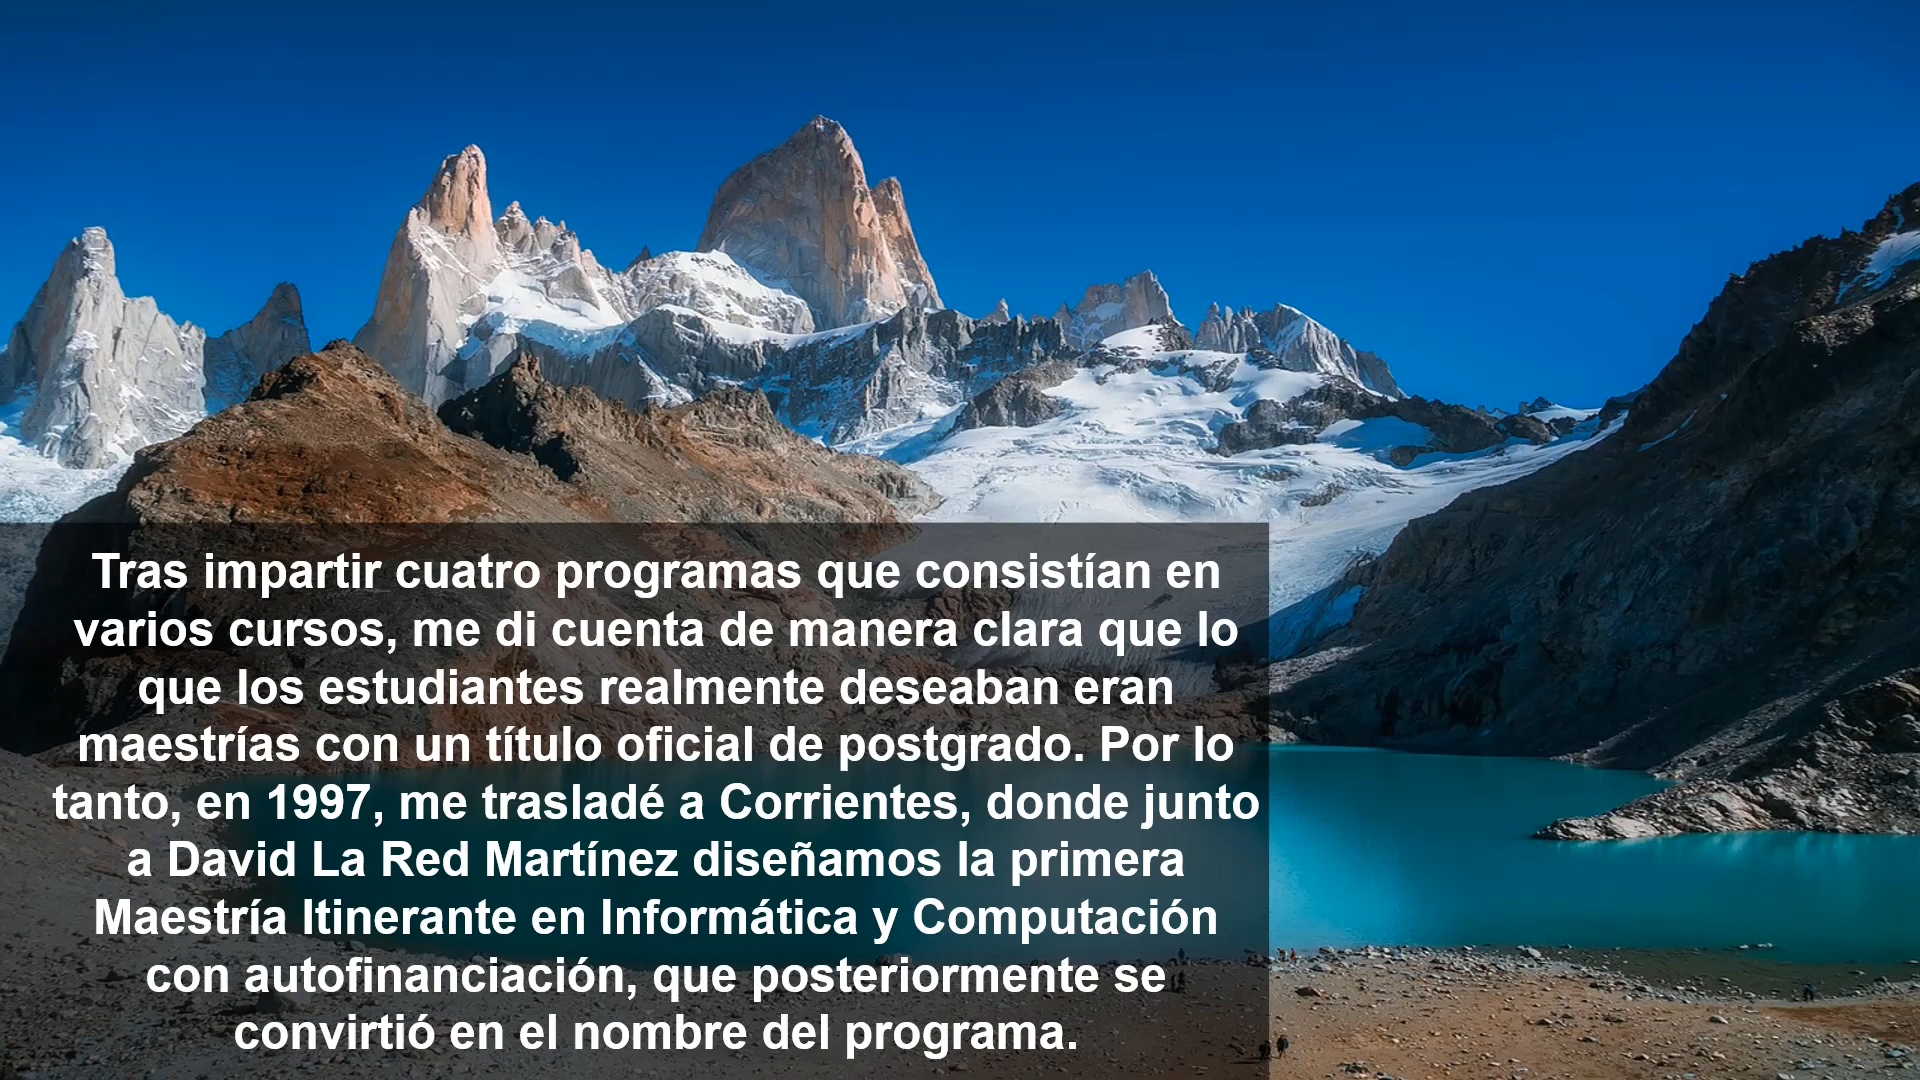 Tras impartir cuatro programas que consistían en
varios cursos, me di cuenta de manera clara que lo
que los estudiantes realmente deseaban eran
maestrías con un título oficial de postgrado. Por lo
tanto, en 1997, me trasladé a Corrientes, donde junto
a David La Red Martínez diseñamos la primera
Maestría Itinerante en Informática y Computación
con autofinanciación, que posteriormente se
convirtió en el nombre del programa.